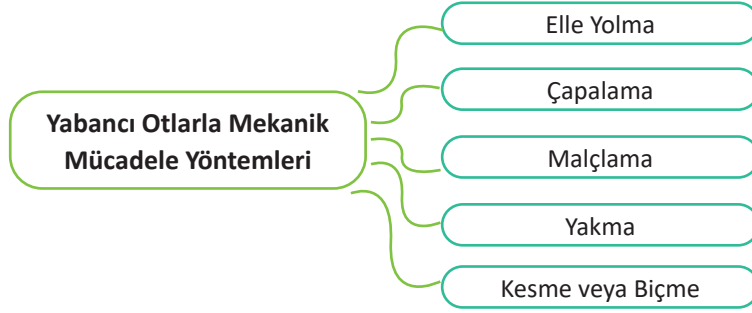 Yabancı Otlarla Mekanik
Mücadele Yöntemleri
Elle Yolma
Çapalama
Malçlama
Yakma
Kesme veya Biçme